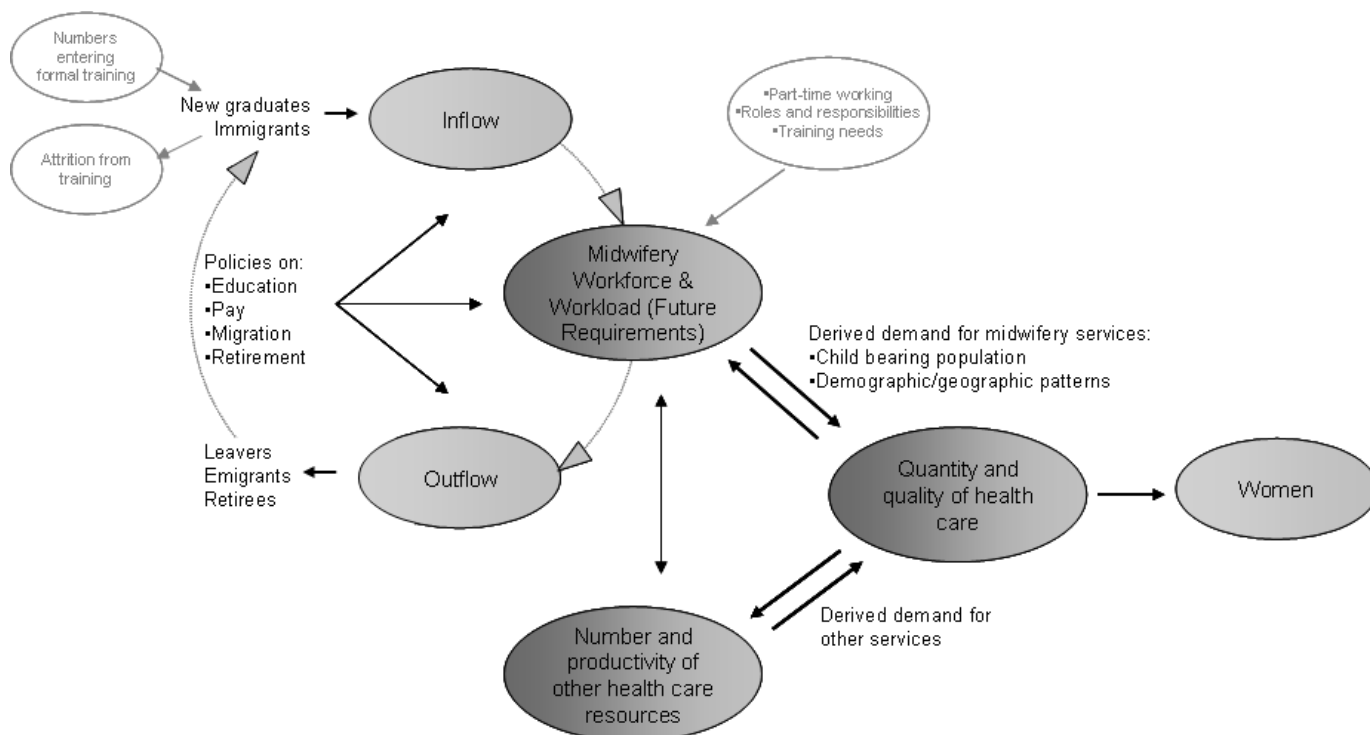 Numbers
entering
formal training
New graduates
Immigrants
Attrition from
training
Inflow
▪Part-time working
▪Roles and responsibilities
▪Training needs
Policies on:
▪Education
▪Pay
▪Migration
▪Retirement
Midwifery
Workforce &
Workload (Future
Requirements)
Derived demand for midwifery services:
▪Child bearing population
▪Demographic/geographic patterns
Leavers
Emigrants
Retirees
Outflow
Quantity and
quality of health
care
Women
Derived demand for
other services
Number and
productivity of
other health care
resources